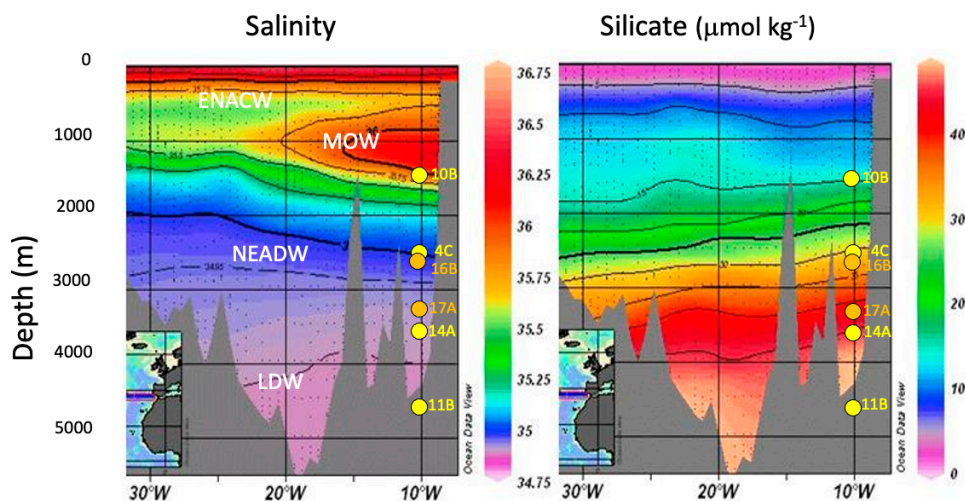 Salinity
Silicate (μmol kg-1)
Depth (m)
0
1000
2000
3000
4000
5000
ENACW
MOW
NEADW
LDW
10B
4C
16B
17A
14A
11B
30°W
20°W
10°W
Ocean Data View
36.75
36.5
36.25
36
35.75
35.5
35.25
35
34.75
10B
4C
16B
17A
14A
11B
30°W
20°W
10°W
Ocean Data View
40
30
20
10
0